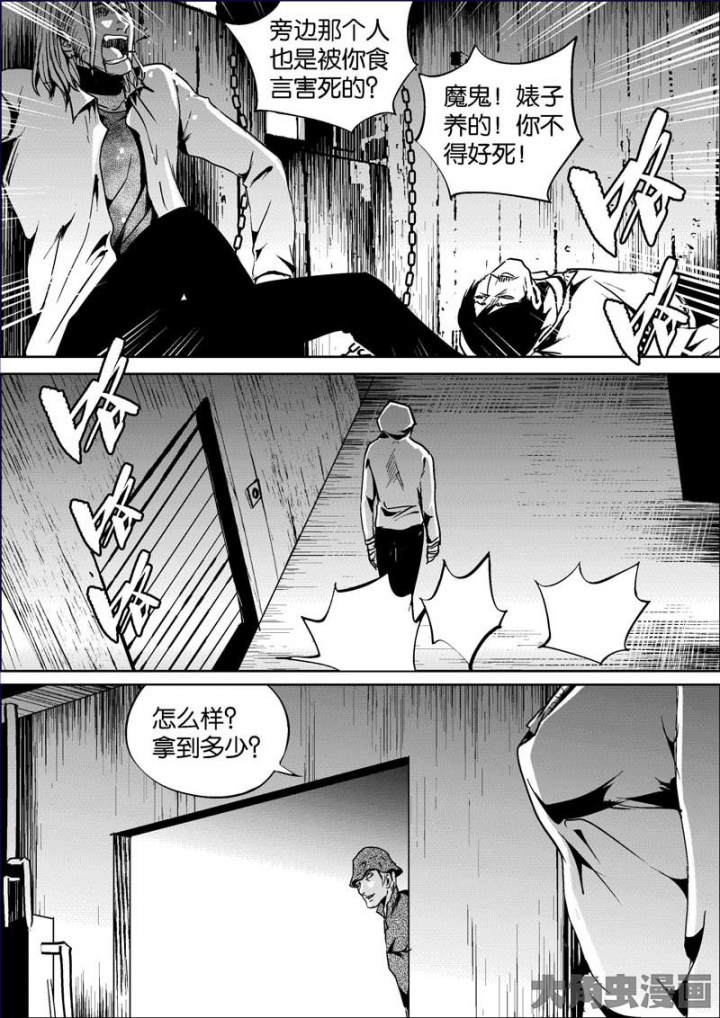 旁边那个人
也是被你食
言害死的?
魔鬼！婊子
养的！你不
得好死！
怎么样?
拿到多少?
大角虫漫画